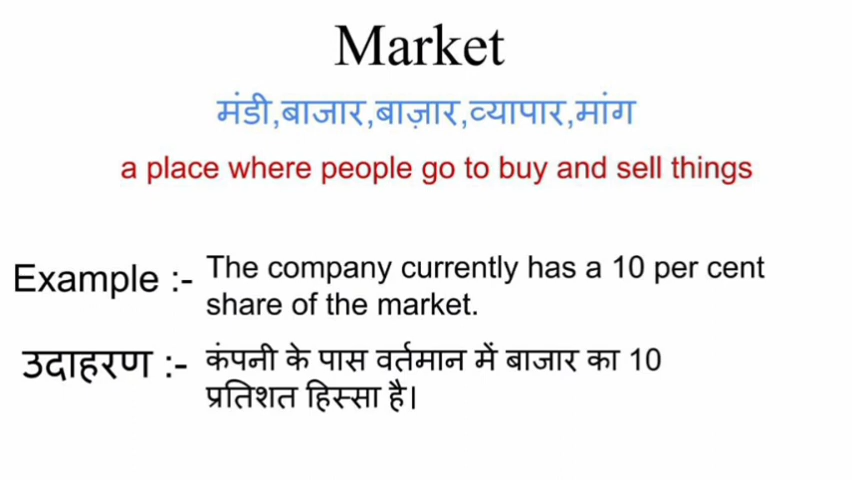 Market
मंडी,बाजार,बाज़ार,व्यापार,मांग
a place where people go to buy and sell things
Example :- The company currently has a 10 per cent
share of the market.
उदाहरण :- कंपनी के पास वर्तमान में बाजार का 10
प्रतिशत हिस्सा है।